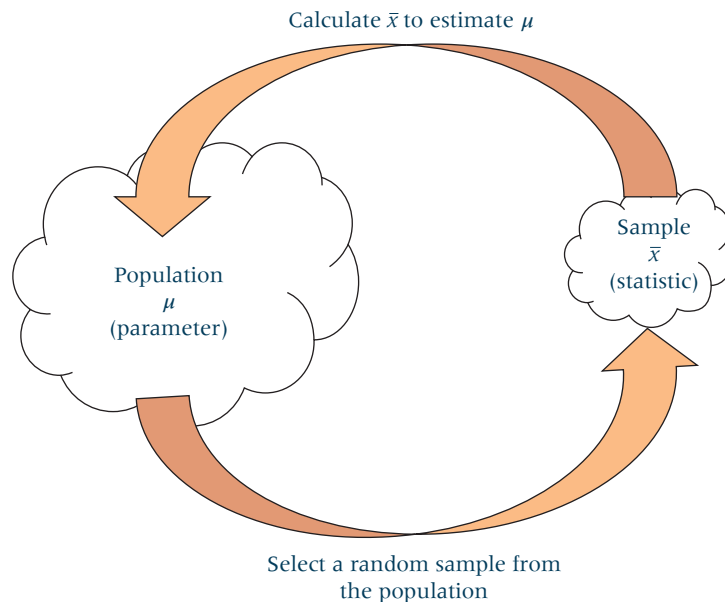 Calculate x̄ to estimate μ
Population
μ
(parameter)
Sample
x̄
(statistic)
Select a random sample from
the population